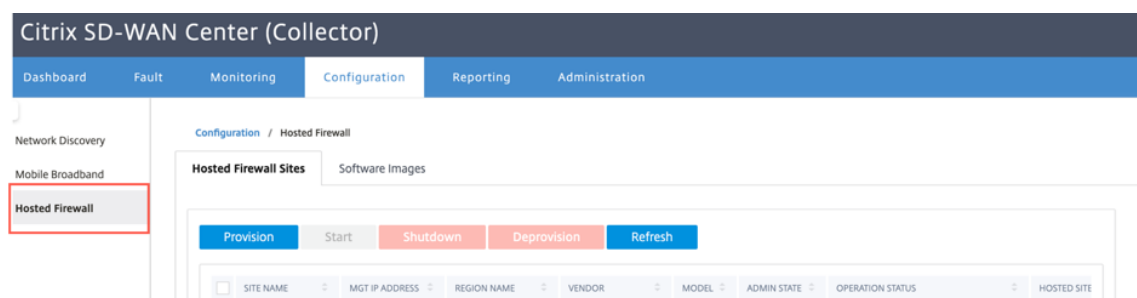 Citrix SD-WAN Center (Collector)
Dashboard Fault Monitoring Configuration Reporting Administration
Network Discovery
Mobile Broadband
Hosted Firewall
Configuration / Hosted Firewall
Hosted Firewall Sites Software Images
Provision Start Shutdown Deprovision Refresh
SITE NAME MGT IP ADDRESS REGION NAME VENDOR MODEL ADMIN STATE OPERATION STATUS HOSTED SITE